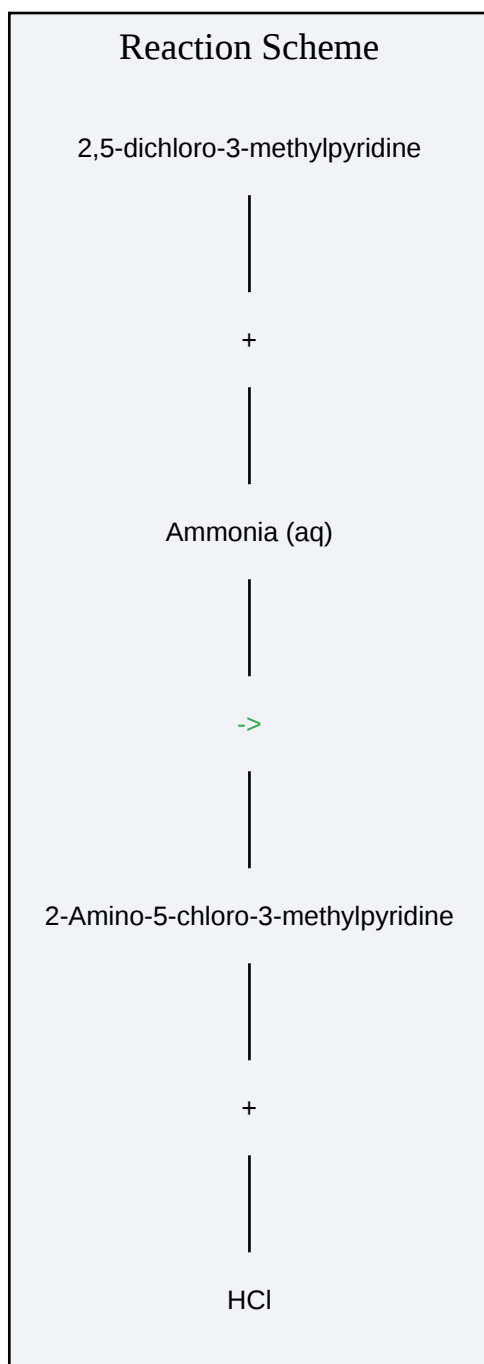 Reaction Scheme
2,5-dichloro-3-methylpyridine
+
Ammonia (aq)
->
2-Amino-5-chloro-3-methylpyridine
+
HCl